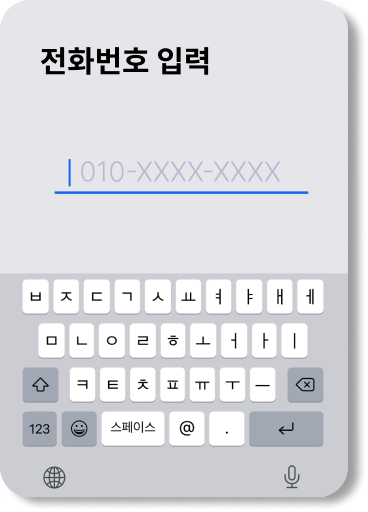 전화번호 입력
010-XXXX-XXXX
ㅂ ㅈ ㄷ ㄱ ㅅ ㅛ ㅕ ㅑ ㅐ ㅔ
ㅁ ㄴ ㅇ ㄹ ㅎ ㅗ ㅓ ㅏ ㅣ
ㅋ ㅌ ㅊ ㅍ ㅠ ㅜ ㅡ
123 스페이스 @ .